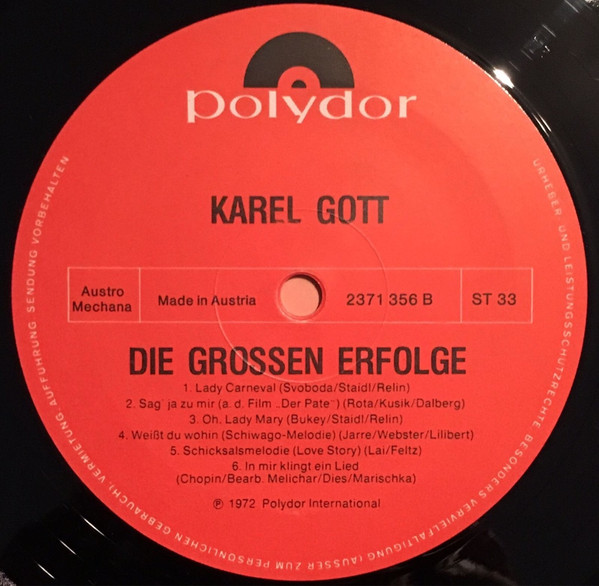 polydor
KAREL GOTT
Austro
Mechana
Made in Austria
2371 356 B
ST 33
DIE GROSSEN ERFOLGE
1. Lady Carneval (Svoboda/Staidl/Relin)
2. Sag' ja zu mir (a. d. Film „Der Pate") (Rota/Kusik/Dalberg)
3. Oh, Lady Mary (Bukey/Staidl/Relin)
4. Weißt du wohin (Schiwago-Melodie) (Jarre/Webster/Lilibert)
5. Schicksalsmelodie (Love Story) (Lai/Feltz)
6. In mir klingt ein Lied
(Chopin/Bearb. Melichar/Dies/Marischka)
℗ 1972 Polydor International
URHEBER- UND LEISTUNGSSCHUTZRECHTE, BESONDERS VERVIELFÄLTIGUNG (AUSSER ZUM PERSÖNLICHEN GEBRAUCH), VERMIETUNG, AUFFÜHRUNG, SENDUNG VORBEHALTEN